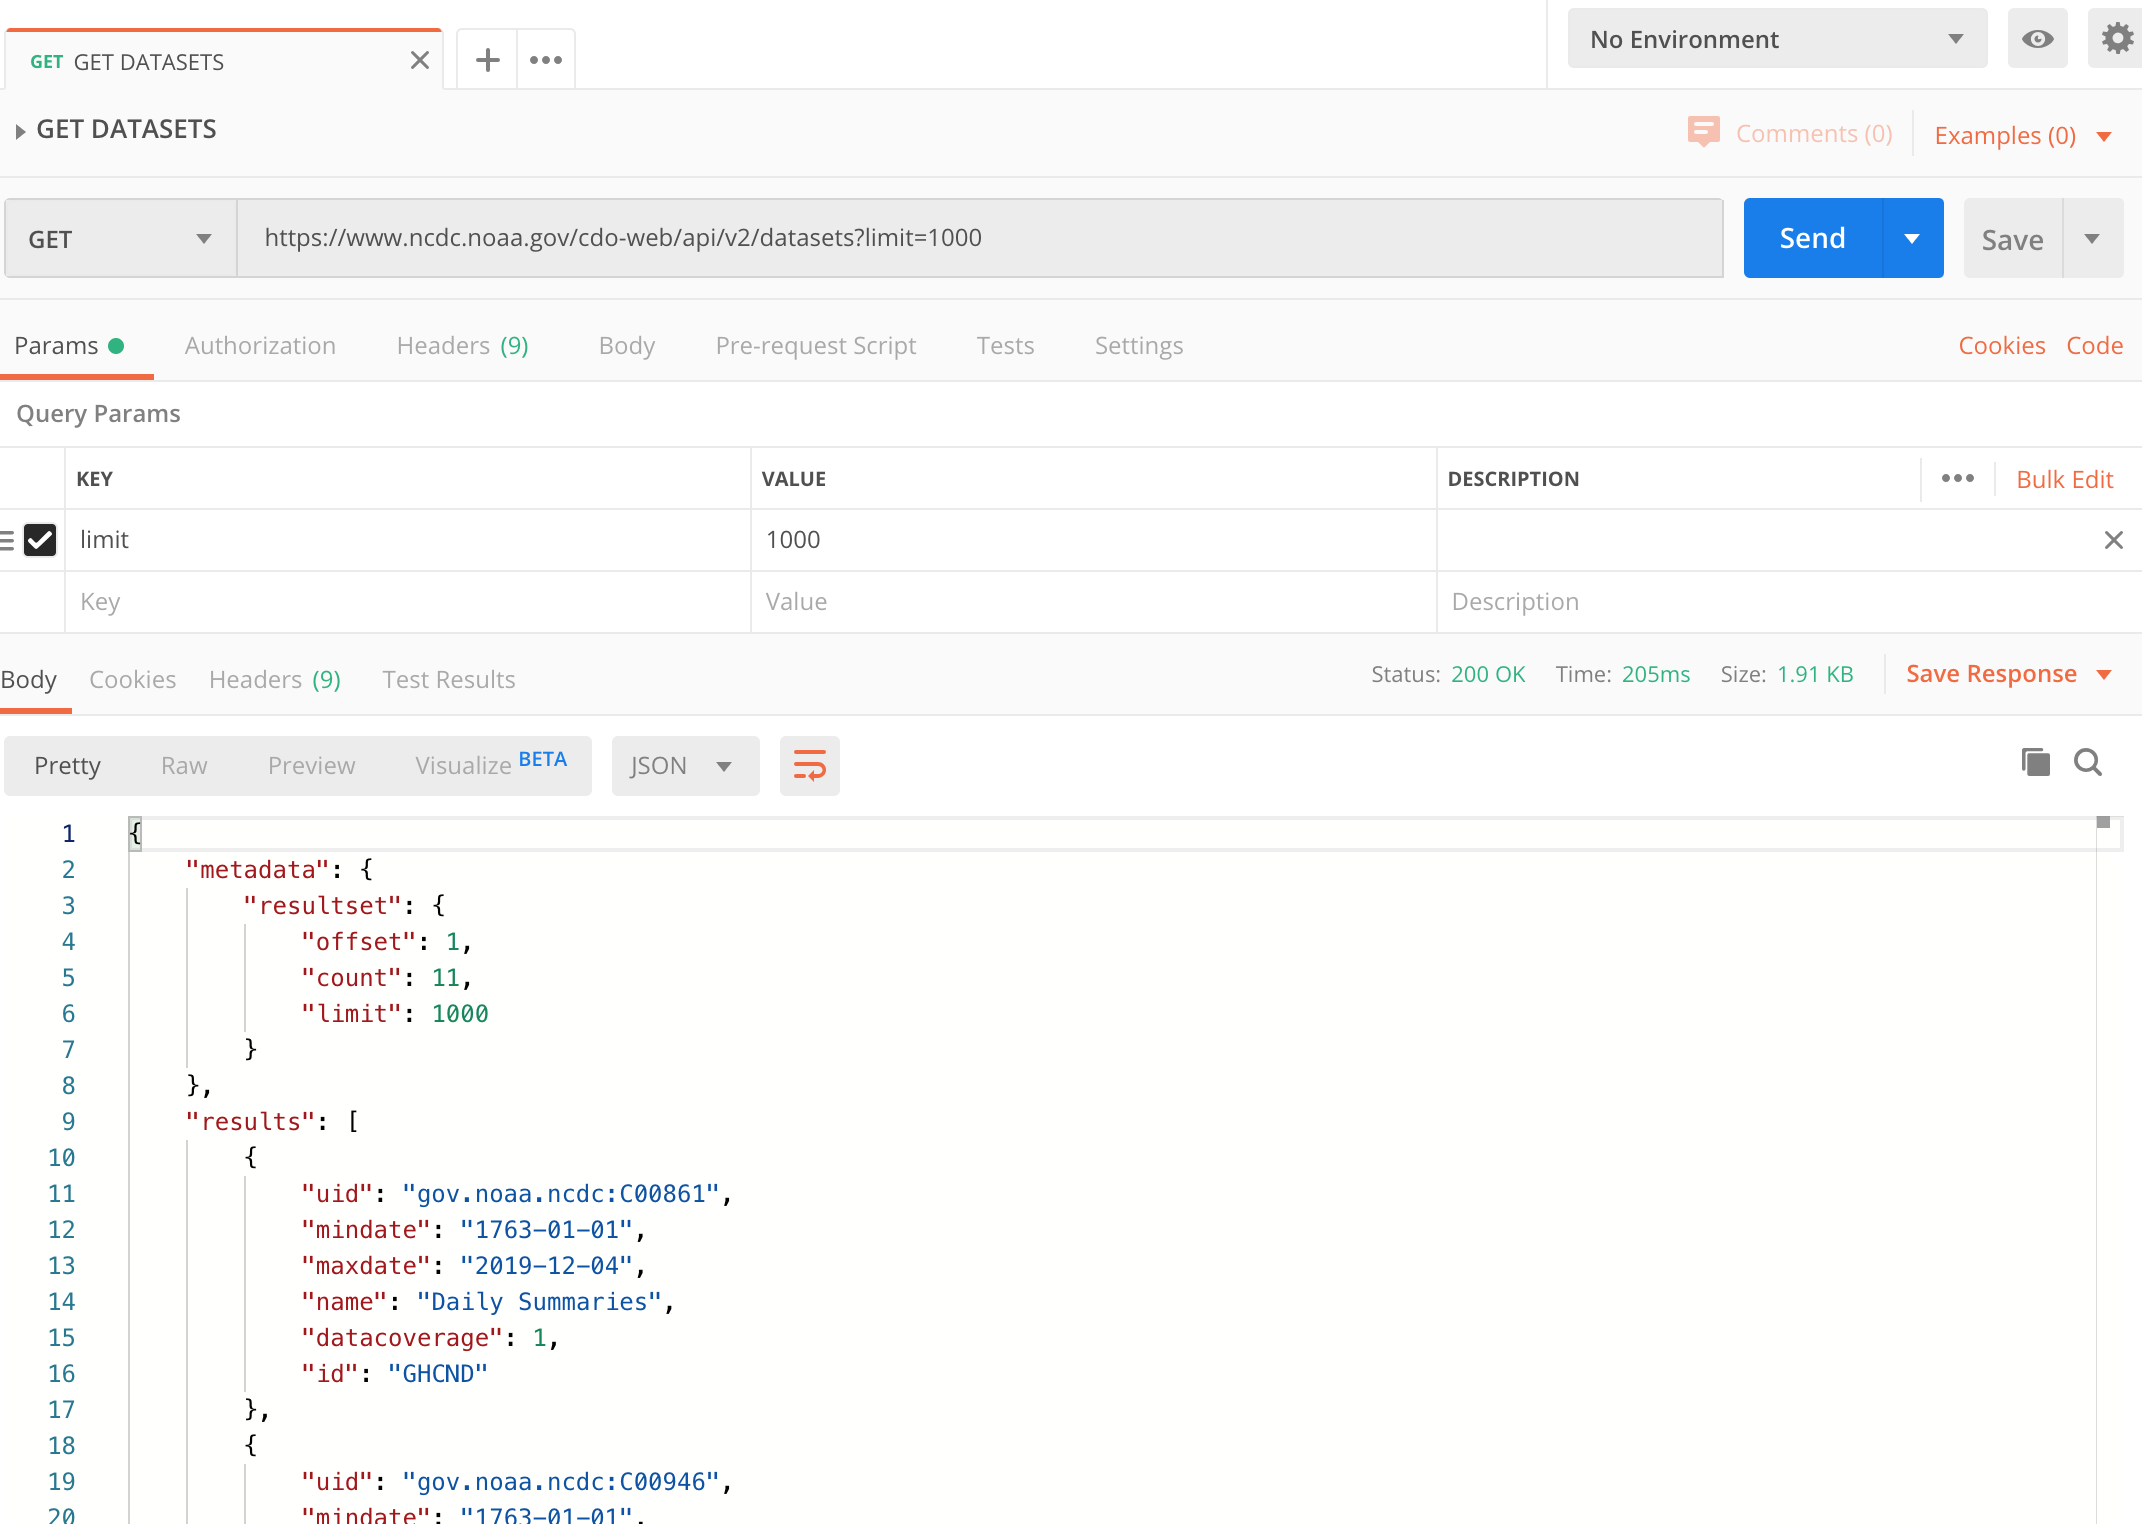 GET GET DATASETS
No Environment
GET DATASETS
Comments (0) Examples (0)
GET https://www.ncdc.noaa.gov/cdo-web/api/v2/datasets?limit=1000 Send Save
Params Authorization Headers (9) Body Pre-request Script Tests Settings Cookies Code
Query Params
KEY VALUE DESCRIPTION Bulk Edit
limit 1000
Key Value Description
Body Cookies Headers (9) Test Results Status: 200 OK Time: 205ms Size: 1.91 KB Save Response
Pretty Raw Preview Visualize BETA JSON
1 {
2 "metadata": {
3 "resultset": {
4 "offset": 1,
5 "count": 11,
6 "limit": 1000
7 }
8 },
9 "results": [
10 {
11 "uid": "gov.noaa.ncdc:C00861",
12 "mindate": "1763-01-01",
13 "maxdate": "2019-12-04",
14 "name": "Daily Summaries",
15 "datacoverage": 1,
16 "id": "GHCND"
17 },
18 {
19 "uid": "gov.noaa.ncdc:C00946",
20 "mindate": "1763-01-01",